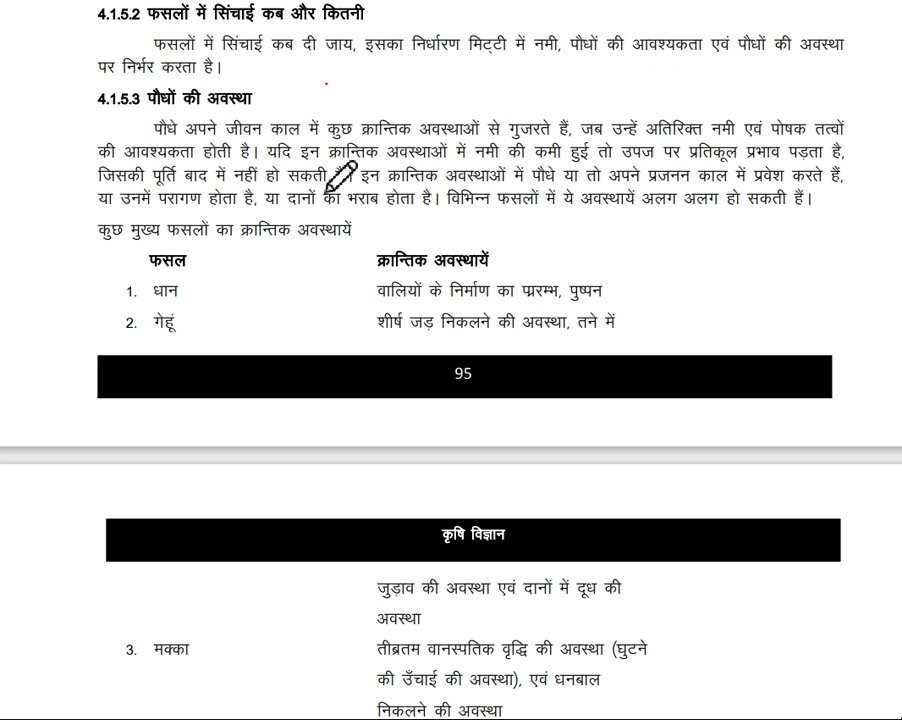 4.1.5.2 फसलों में सिंचाई कब और कितनी
फसलों में सिंचाई कब दी जाय, इसका निर्धारण मिट्टी में नमी, पौधों की आवश्यकता एवं पौधों की अवस्था
पर निर्भर करता है।
4.1.5.3 पौधों की अवस्था
पौधे अपने जीवन काल में कुछ क्रान्तिक अवस्थाओं से गुजरते हैं, जब उन्हें अतिरिक्त नमी एवं पोषक तत्वों
की आवश्यकता होती है। यदि इन क्रान्तिक अवस्थाओं में नमी की कमी हुई तो उपज पर प्रतिकूल प्रभाव पड़ता है,
जिसकी पूर्ति बाद में नहीं हो सकती इन क्रान्तिक अवस्थाओं में पौधे या तो अपने प्रजनन काल में प्रवेश करते हैं,
या उनमें परागण होता है, या दानों का भराब होता है। विभिन्न फसलों में ये अवस्थायें अलग अलग हो सकती हैं।
कुछ मुख्य फसलों का क्रान्तिक अवस्थायें
फसल क्रान्तिक अवस्थायें
1. धान वालियों के निर्माण का प्रारम्भ, पुष्पन
2. गेहूं शीर्ष जड़ निकलने की अवस्था, तने में
95
कृषि विज्ञान
जुड़ाव की अवस्था एवं दानों में दूध की
अवस्था
3. मक्का तीब्रतम वानस्पतिक वृद्धि की अवस्था (घुटने
की उँचाई की अवस्था), एवं धनबाल
निकलने की अवस्था